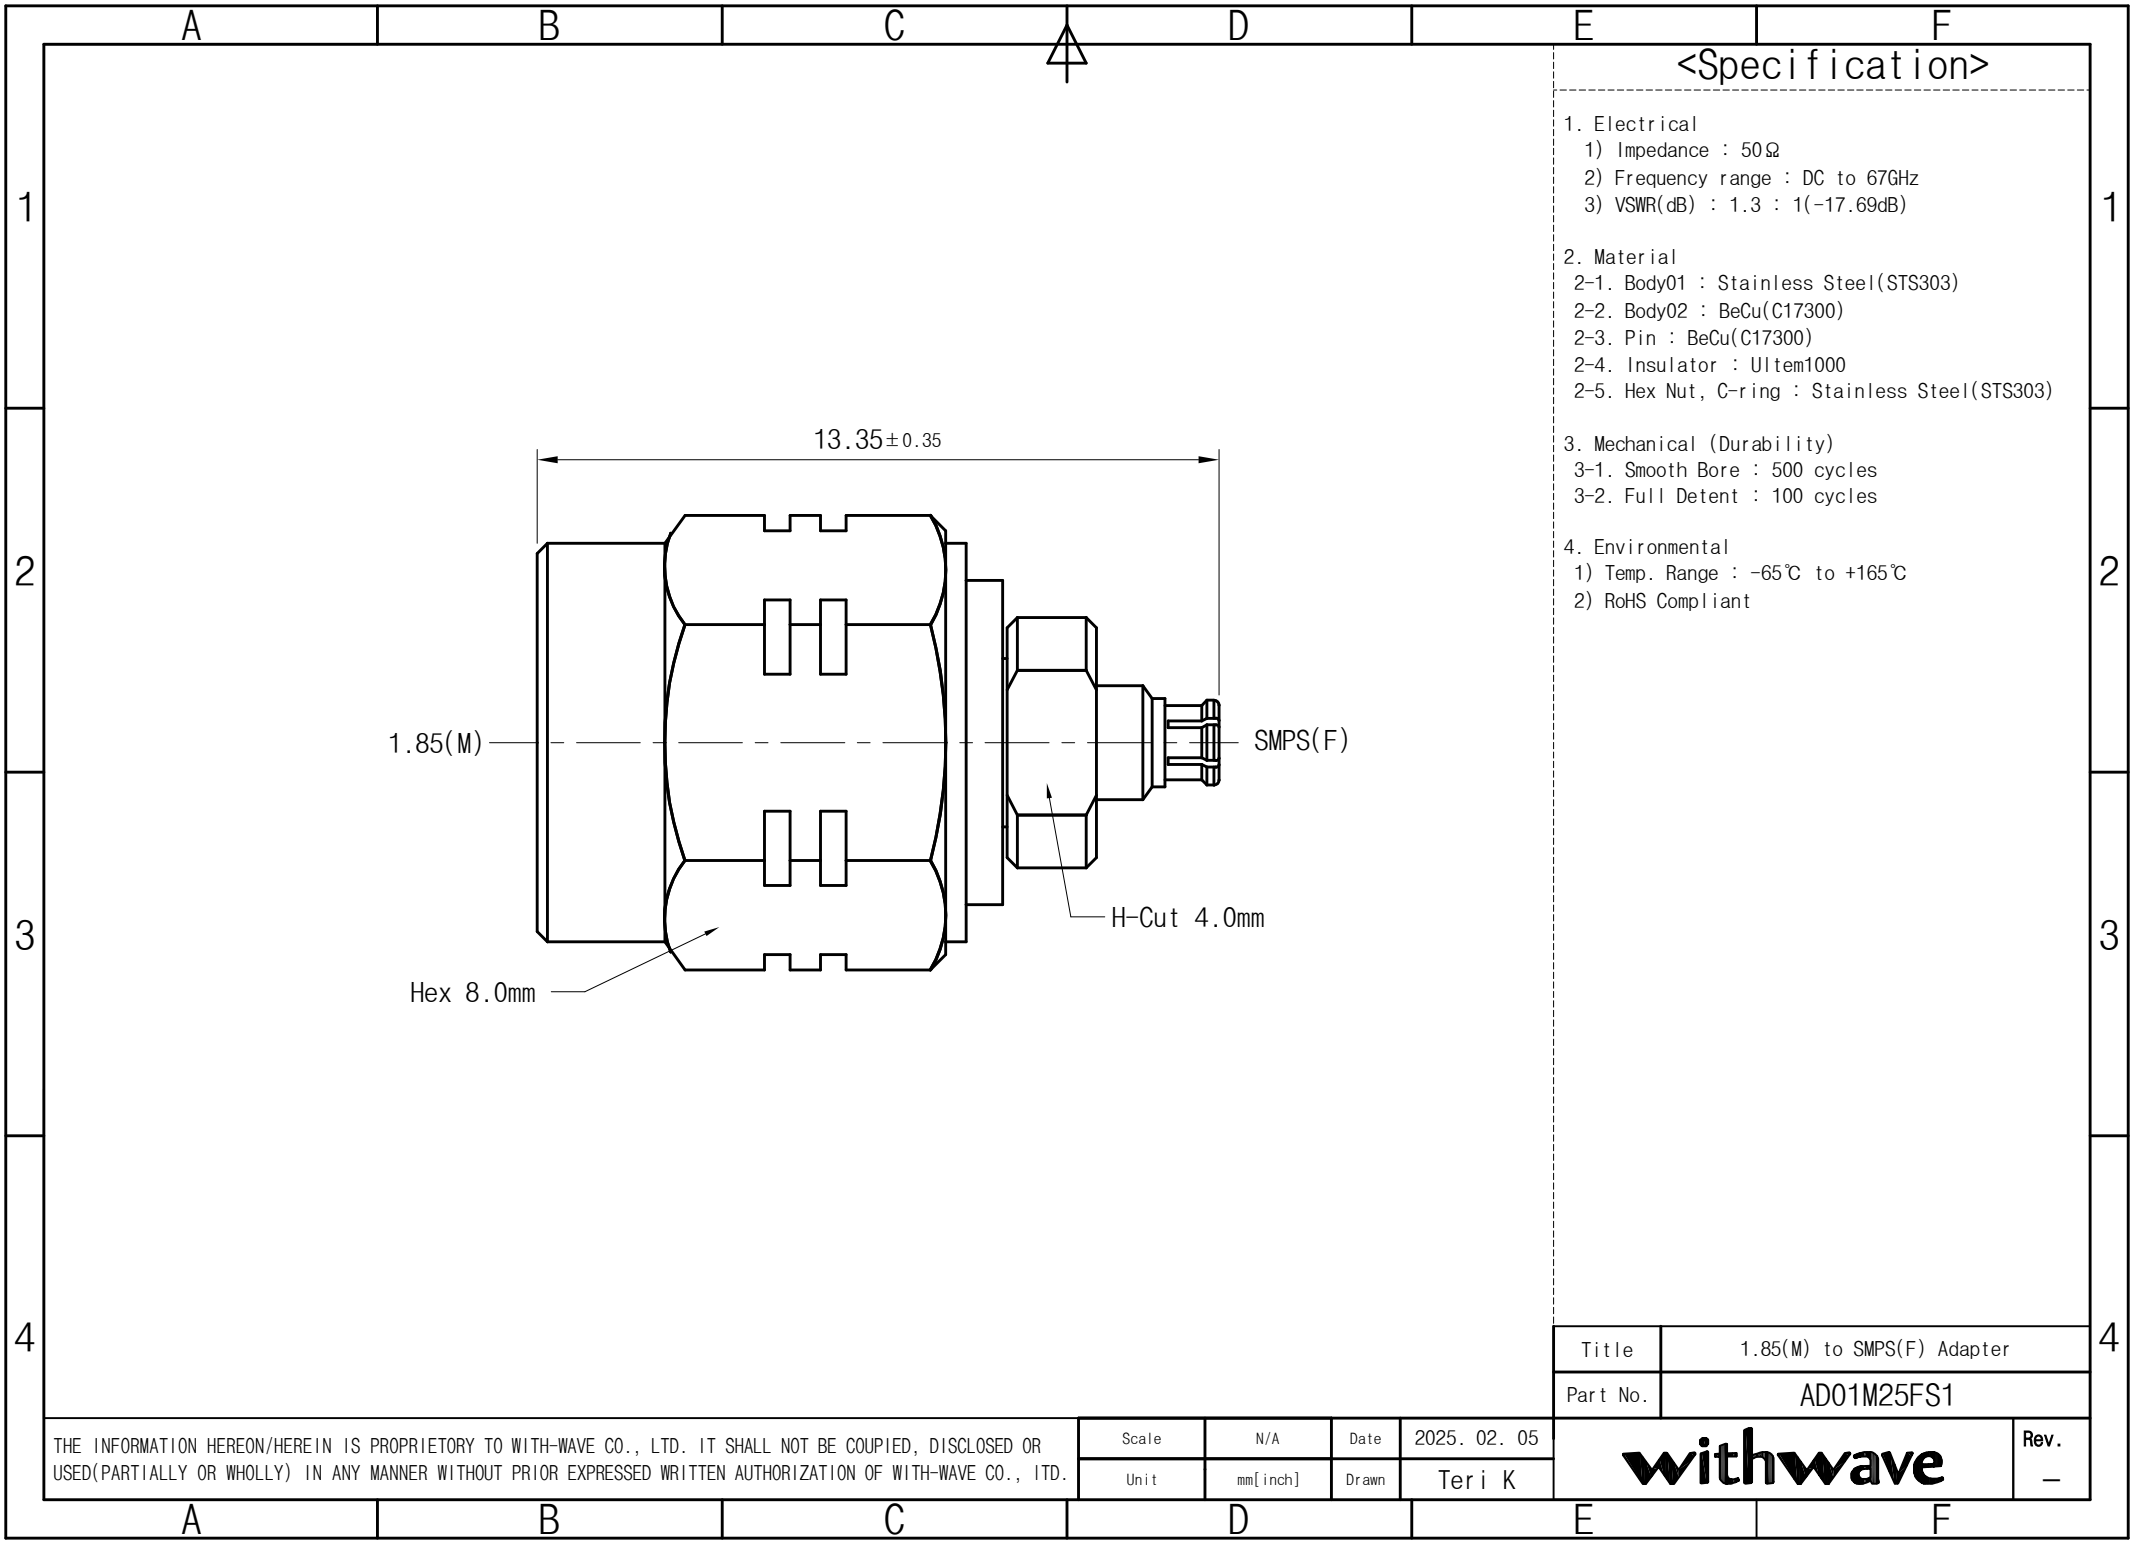 A B C D E F
<Specification>
1. Electrical
1) Impedance : 50Ω
2) Frequency range : DC to 67GHz
3) VSWR(dB) : 1.3 : 1(-17.69dB)
2. Material
2-1. Body01 : Stainless Steel(STS303)
2-2. Body02 : BeCu(C17300)
2-3. Pin : BeCu(C17300)
2-4. Insulator : Ultem1000
2-5. Hex Nut, C-ring : Stainless Steel(STS303)
3. Mechanical (Durability)
3-1. Smooth Bore : 500 cycles
3-2. Full Detent : 100 cycles
4. Environmental
1) Temp. Range : -65℃ to +165℃
2) RoHS Compliant
1 1
2 2
3 3
4 4
13.35±0.35
1.85(M)
SMPS(F)
H-Cut 4.0mm
Hex 8.0mm
Title 1.85(M) to SMPS(F) Adapter
Part No. AD01M25FS1
THE INFORMATION HEREON/HEREIN IS PROPRIETORY TO WITH-WAVE CO., LTD. IT SHALL NOT BE COUPIED, DISCLOSED OR
USED(PARTIALLY OR WHOLLY) IN ANY MANNER WITHOUT PRIOR EXPRESSED WRITTEN AUTHORIZATION OF WITH-WAVE CO., lTD.
Scale N/A Date 2025. 02. 05
Unit mm[inch] Drawn Teri K
withwave
Rev.
–
A B C D E F